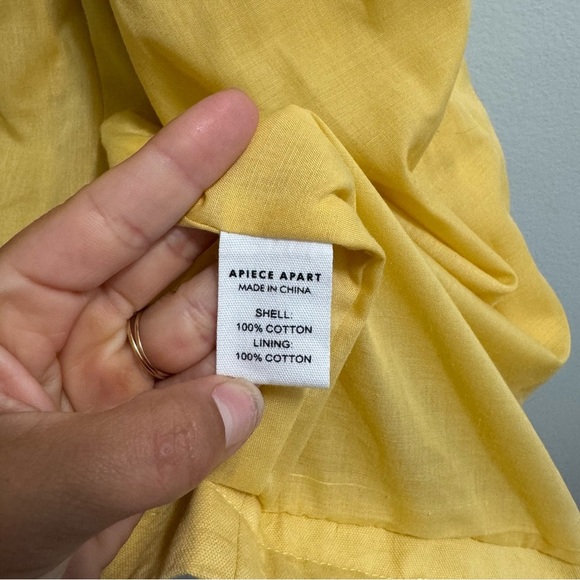 APIECE APART
MADE IN CHINA
SHELL:
100% COTTON
LINING:
100% COTTON